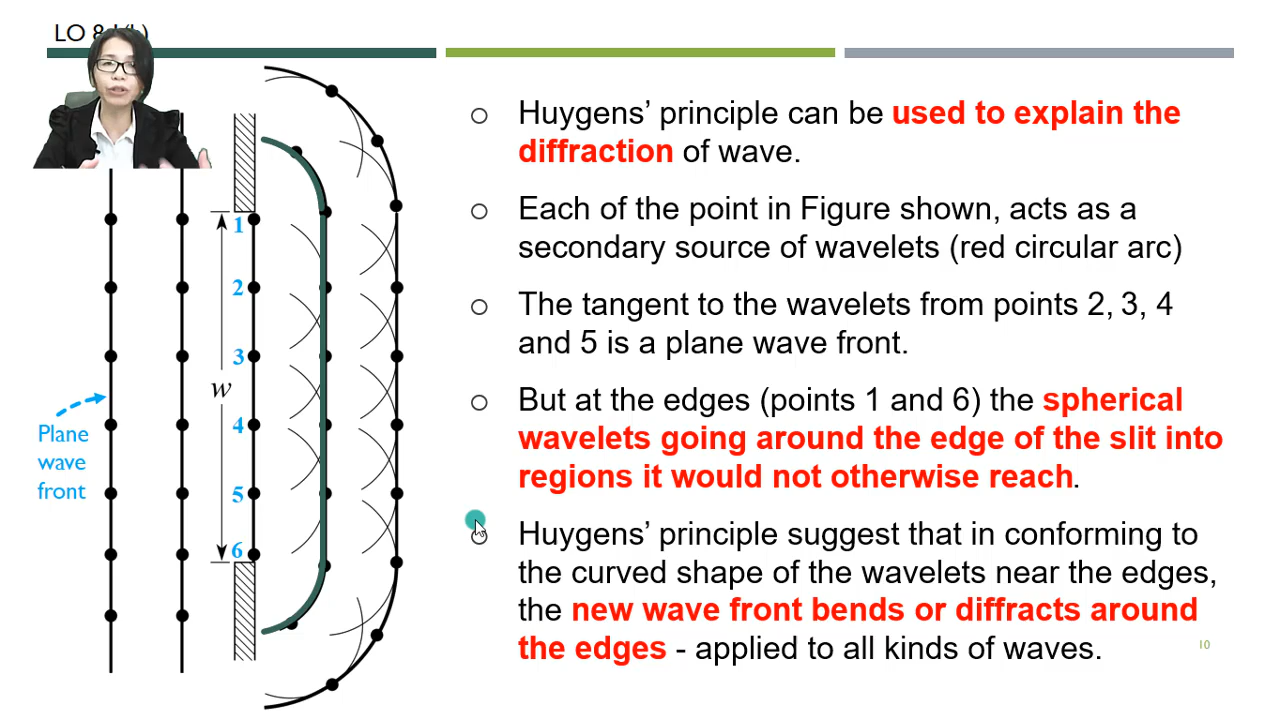 LO 8
Huygens’ principle can be used to explain the
diffraction of wave.
Each of the point in Figure shown, acts as a
secondary source of wavelets (red circular arc)
The tangent to the wavelets from points 2, 3, 4
and 5 is a plane wave front.
But at the edges (points 1 and 6) the spherical
wavelets going around the edge of the slit into
regions it would not otherwise reach.
Huygens’ principle suggest that in conforming to
the curved shape of the wavelets near the edges,
the new wave front bends or diffracts around
the edges - applied to all kinds of waves.
1
2
3
w
4
5
6
Plane
wave
front
10